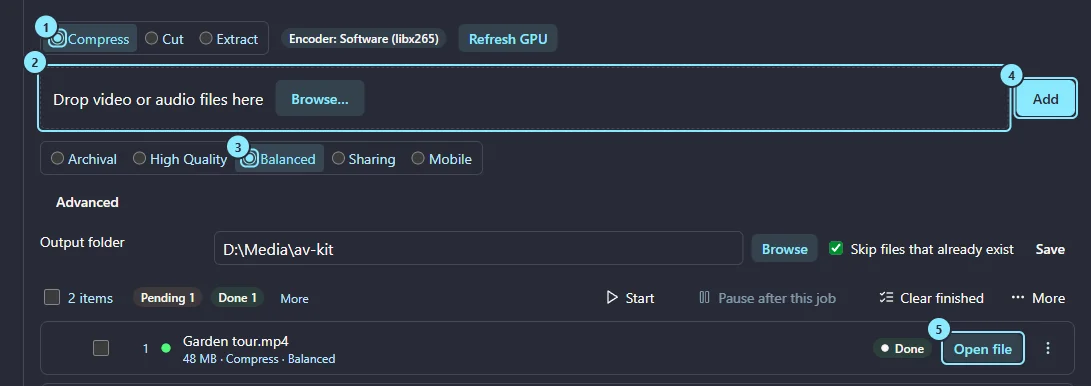 1
Compress Cut Extract Encoder: Software (libx265) Refresh GPU
2
4
Drop video or audio files here Browse... Add
3
Archival High Quality Balanced Sharing Mobile
Advanced
Output folder D:\Media\av-kit Browse Skip files that already exist Save
2 items Pending 1 Done 1 More Start Pause after this job Clear finished ··· More
5
1 Garden tour.mp4 Done Open file
48 MB · Compress · Balanced